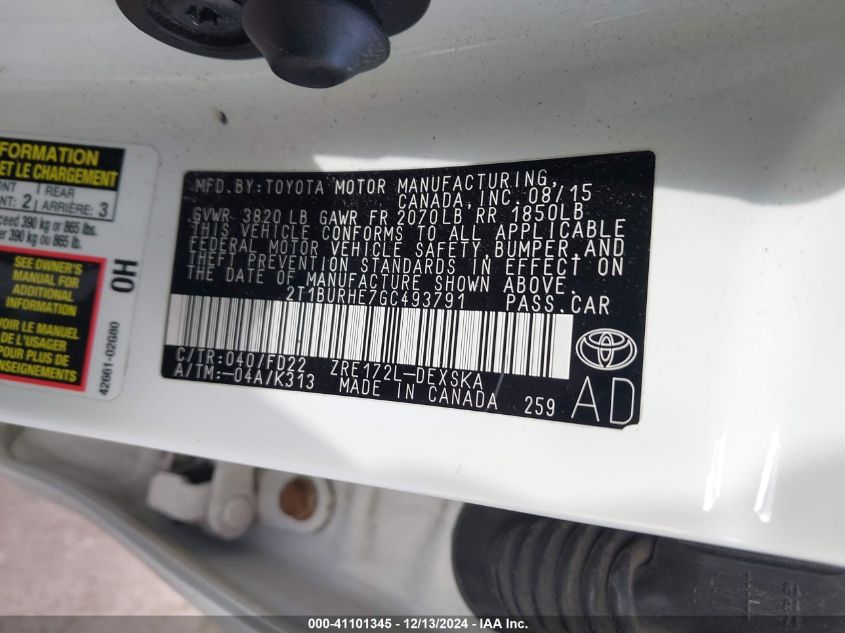 FORMATION
ET LE CHARGEMENT
ONT | REAR
NT: 2 | ARRIÈRE: 3
ceed 390 kg or 865 lbs.
er 390 kg ou 865 lb.
SEE OWNER'S
MANUAL FOR
ADDITIONAL
INFORMATION
VOIR LE MANUEL
DE L'USAGER
POUR PLUS DE
RENSEIGNEMENTS
OH
42661-02G80
MFD. BY: TOYOTA MOTOR MANUFACTURING,
CANADA, INC. 08/15
GVWR 3820 LB GAWR FR 2070LB RR 1850LB
THIS VEHICLE CONFORMS TO ALL APPLICABLE
FEDERAL MOTOR VEHICLE SAFETY, BUMPER, AND
THEFT PREVENTION STANDARDS IN EFFECT ON
THE DATE OF MANUFACTURE SHOWN ABOVE.
2T1BURHE7GC493791 PASS.CAR
C/TR: 040/FD22 ZRE172L-DEXSKA
A/TM:-04A/K313 MADE IN CANADA 259
AD
000-41101345 - 12/13/2024 - IAA Inc.